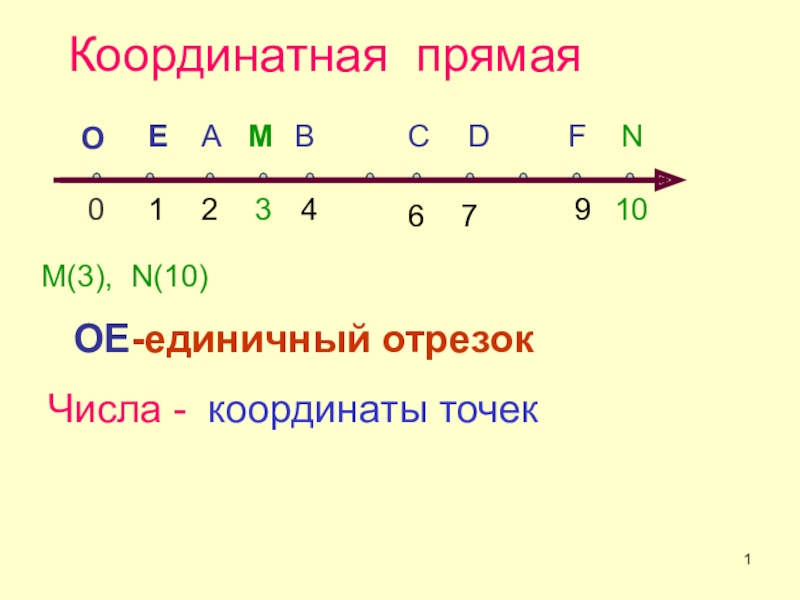 Координатная прямая
О Е А М В С D F N
0 1 2 3 4 6 7 9 10
М(3), N(10)
ОЕ-единичный отрезок
Числа - координаты точек
1